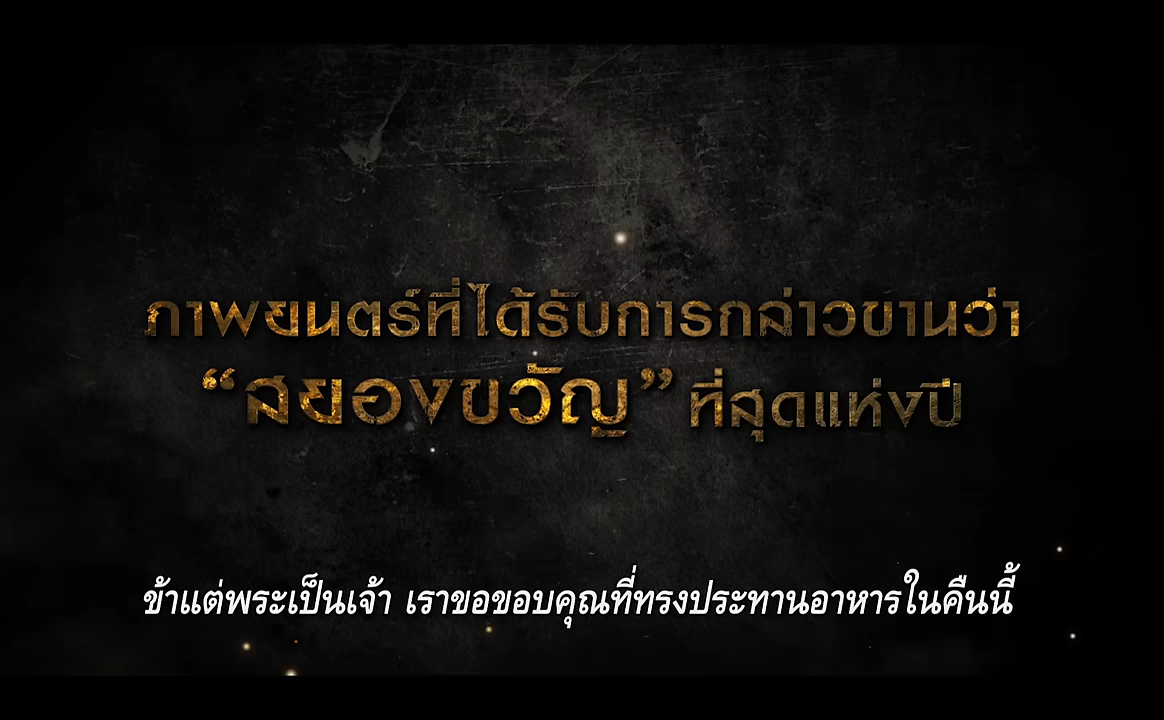 ภาพยนตร์ที่ได้รับการกล่าวขานว่า
“สยองขวัญ” ที่สุดแห่งปี
ข้าแต่พระเป็นเจ้า เราขอขอบคุณที่ทรงประทานอาหารในคืนนี้